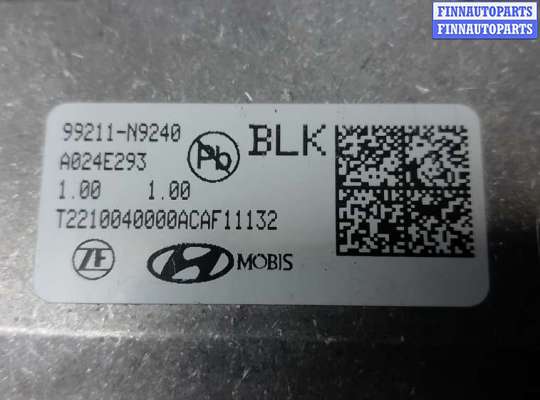 FINNAUTOPARTS
FINNAUTOPARTS
99211-N9240
A024E293
Pb
BLK
1.00 1.00
T2210040000ACAF11132
ZF
MOBIS